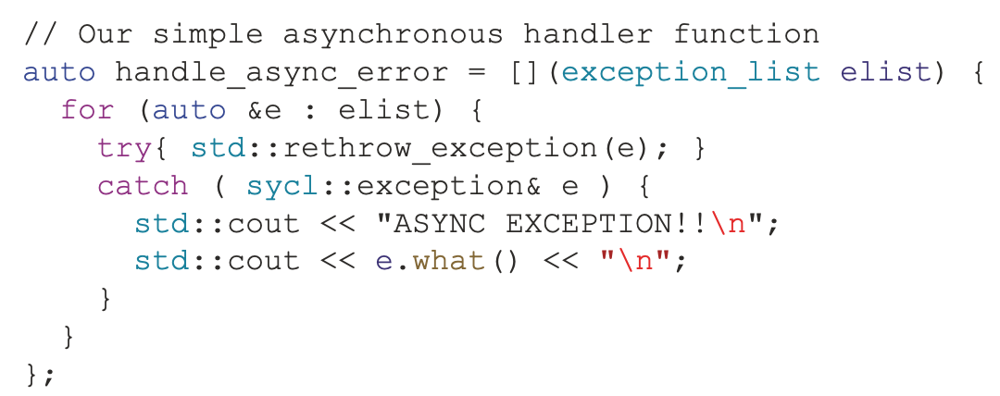 // Our simple asynchronous handler function
auto handle_async_error = [](exception_list elist) {
  for (auto &e : elist) {
    try{ std::rethrow_exception(e); }
    catch ( sycl::exception& e ) {
      std::cout << "ASYNC EXCEPTION!!\n";
      std::cout << e.what() << "\n";
    }
  }
};